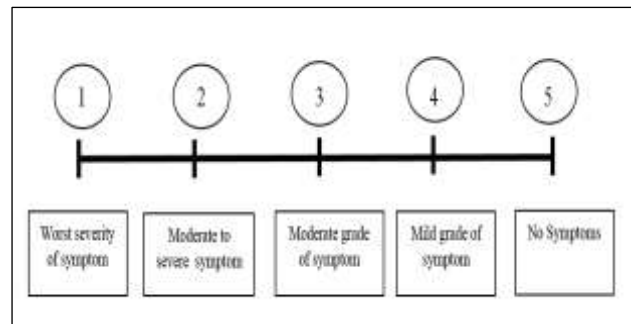 1
2
3
4
5
Worst severity
of symptom
Moderate to
severe symptom
Moderate grade
of symptom
Mild grade of
symptom
No Symptoms